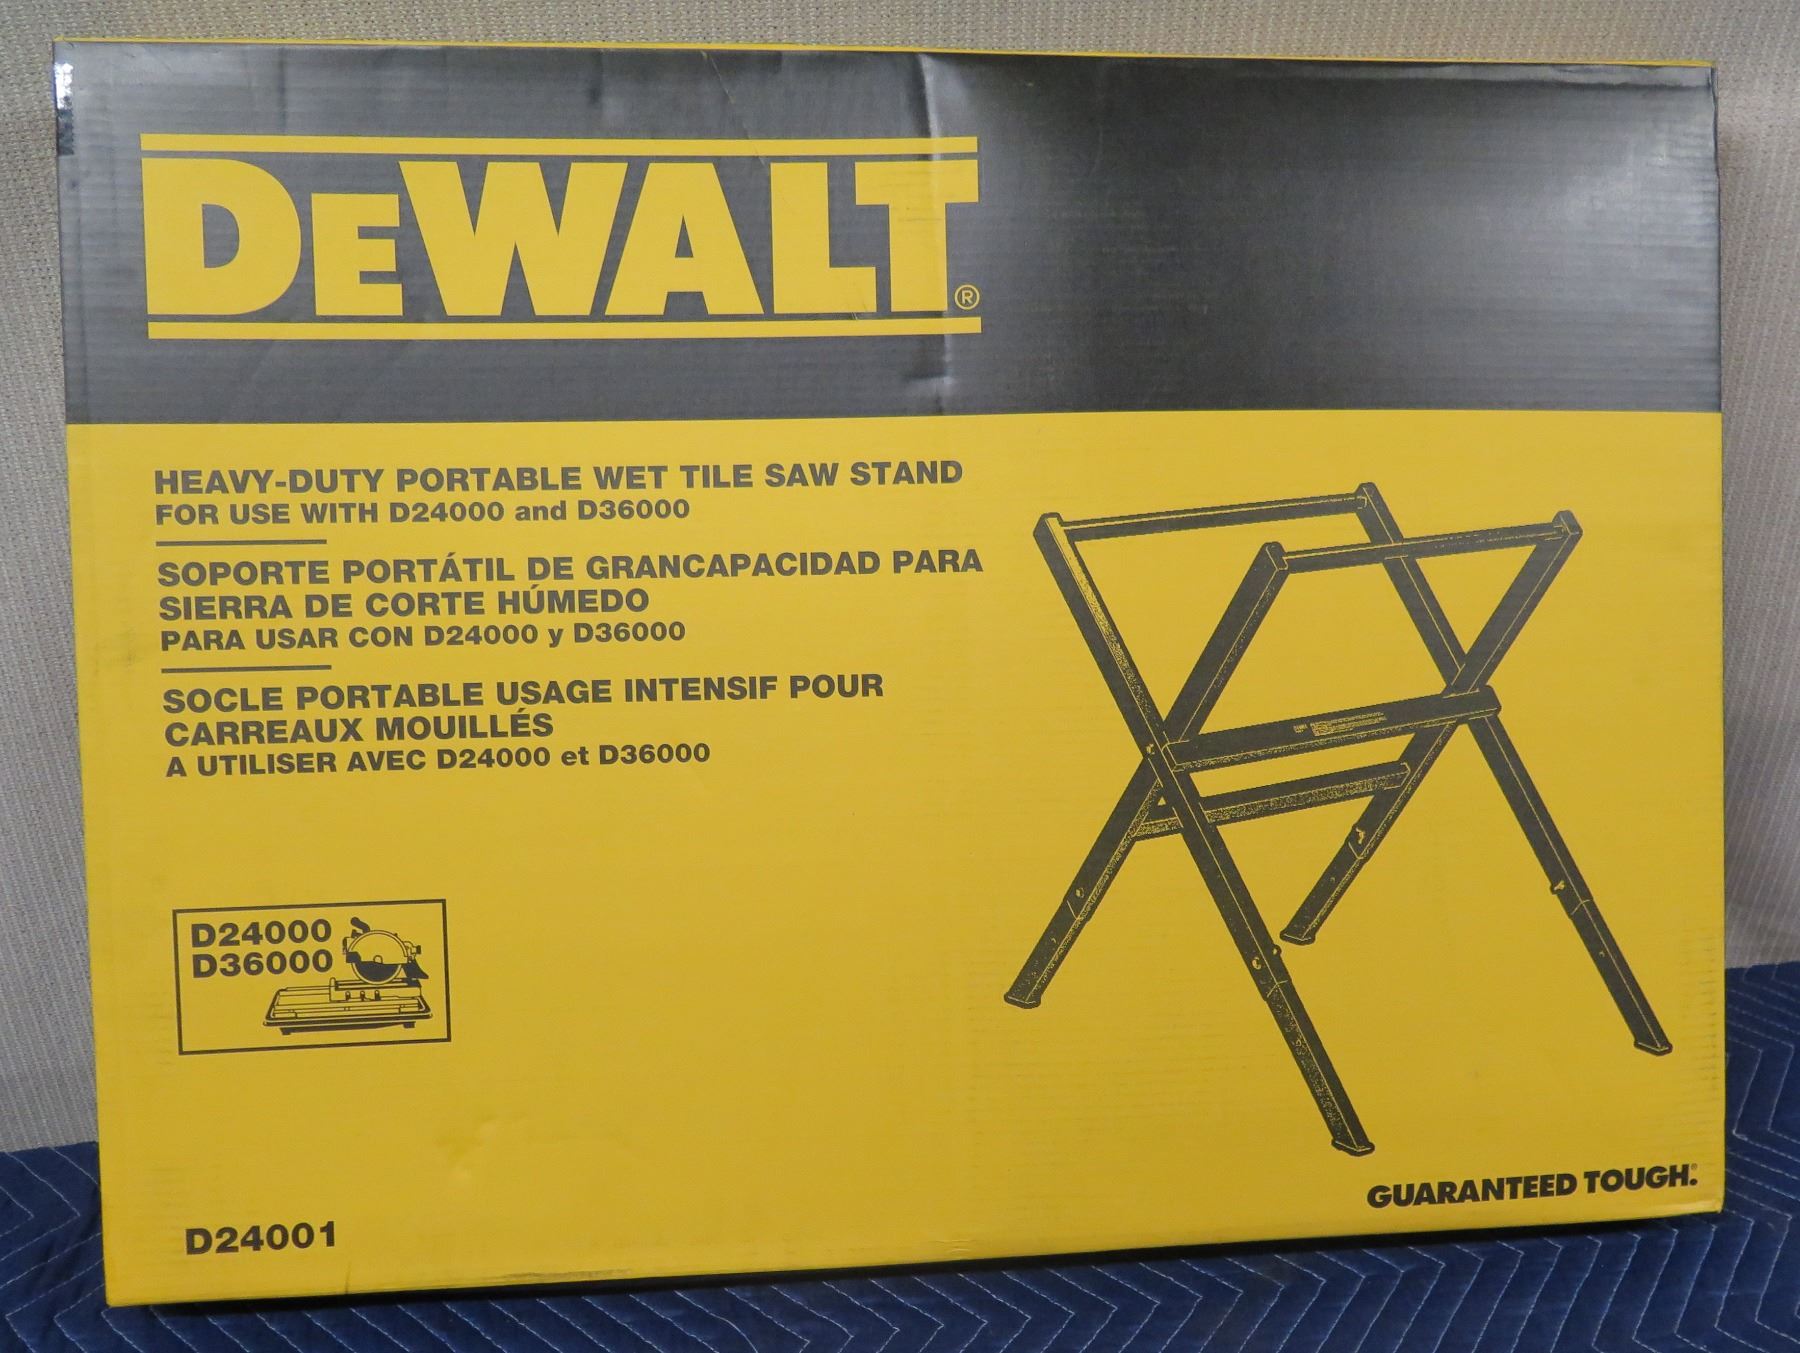 DEWALT®
HEAVY-DUTY PORTABLE WET TILE SAW STAND
FOR USE WITH D24000 and D36000
SOPORTE PORTÁTIL DE GRANCAPACIDAD PARA
SIERRA DE CORTE HÚMEDO
PARA USAR CON D24000 y D36000
SOCLE PORTABLE USAGE INTENSIF POUR
CARREAUX MOUILLÉS
A UTILISER AVEC D24000 et D36000
D24000
D36000
D24001
GUARANTEED TOUGH.®